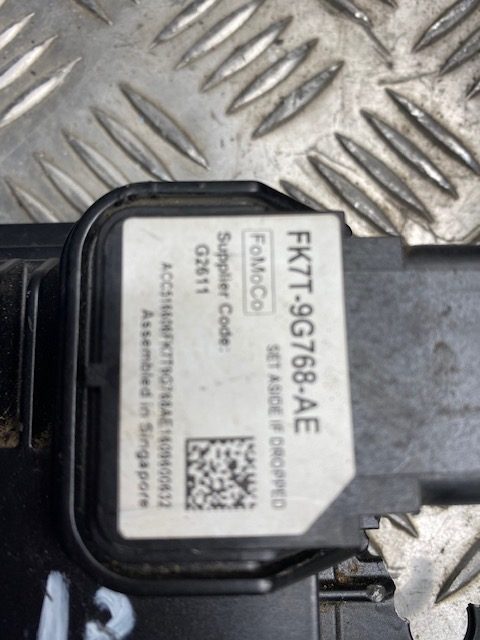 FK7T-9G768-AE
SET ASIDE IF DROPPED
FoMoCo
Supplier Code:
G2611
Assembled in Singapore